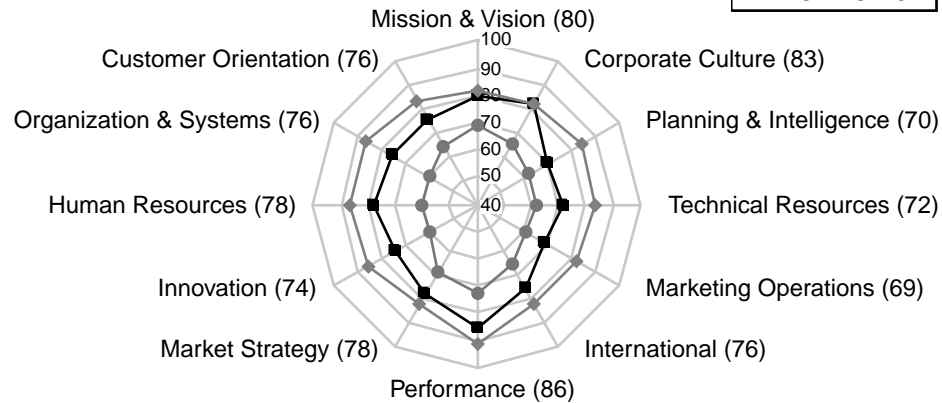 Mission & Vision (80)
Customer Orientation (76)
100
Corporate Culture (83)
90
80
Organization & Systems (76)
70
Planning & Intelligence (70)
60
50
Human Resources (78)
40
Technical Resources (72)
Innovation (74)
Marketing Operations (69)
Market Strategy (78)
International (76)
Performance (86)